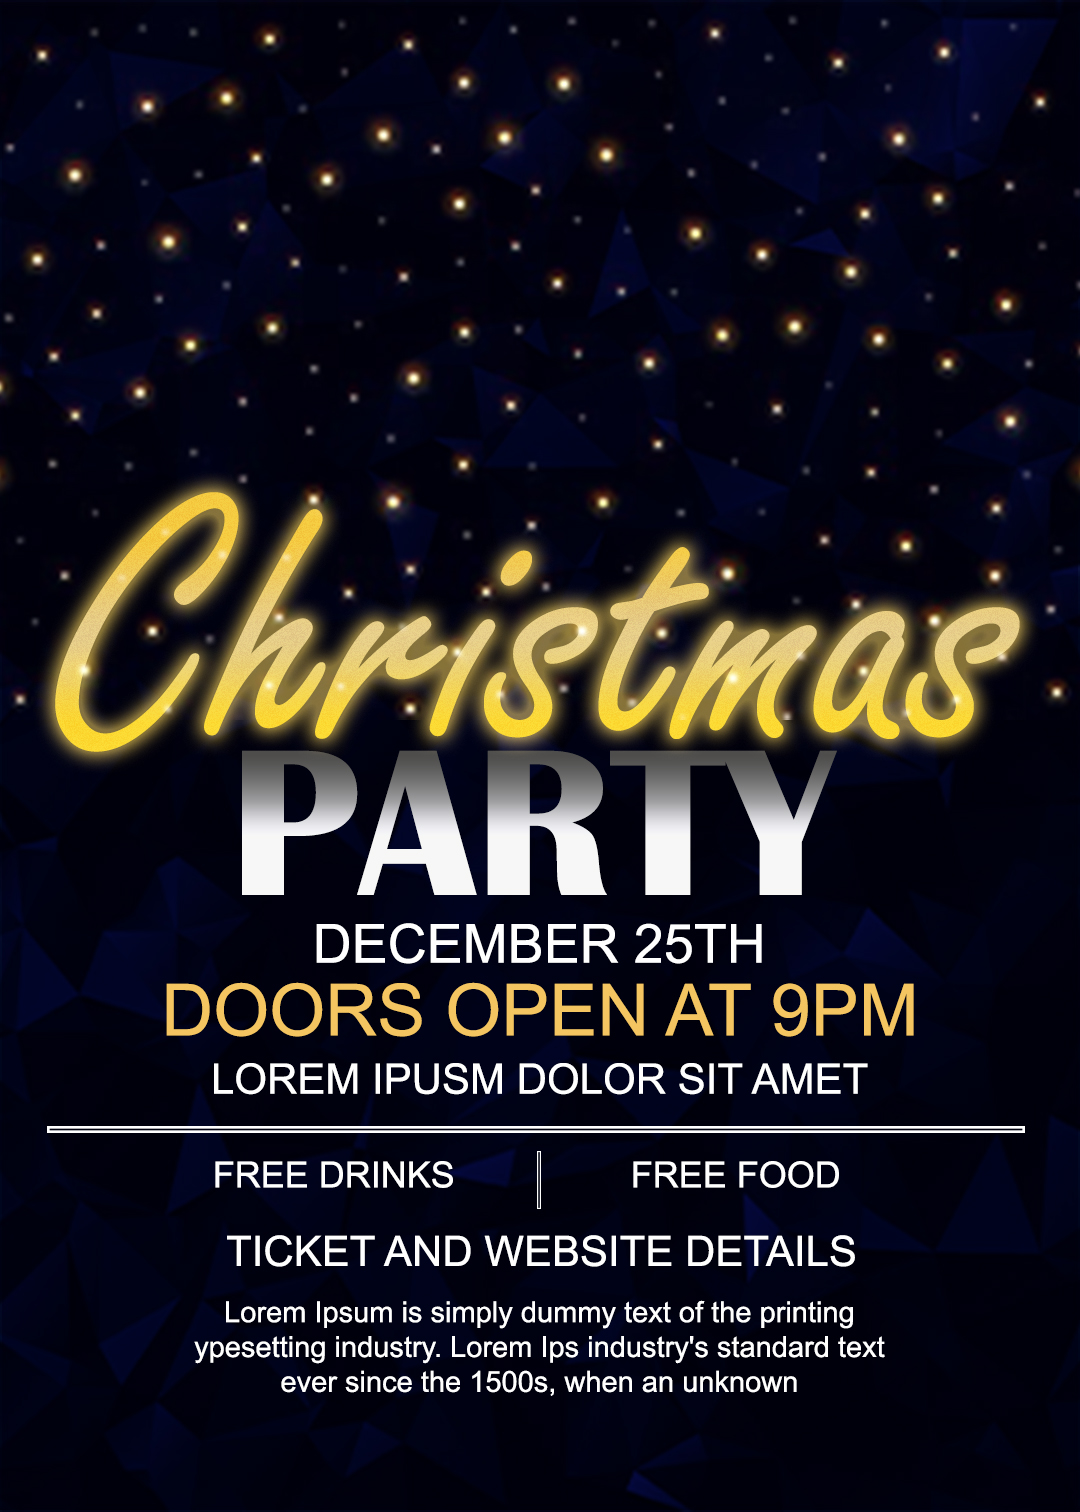 Christmas
PARTY
DECEMBER 25TH
DOORS OPEN AT 9PM
LOREM IPUSM DOLOR SIT AMET
FREE DRINKS
FREE FOOD
TICKET AND WEBSITE DETAILS
Lorem Ipsum is simply dummy text of the printing
ypesetting industry. Lorem Ips industry's standard text
ever since the 1500s, when an unknown